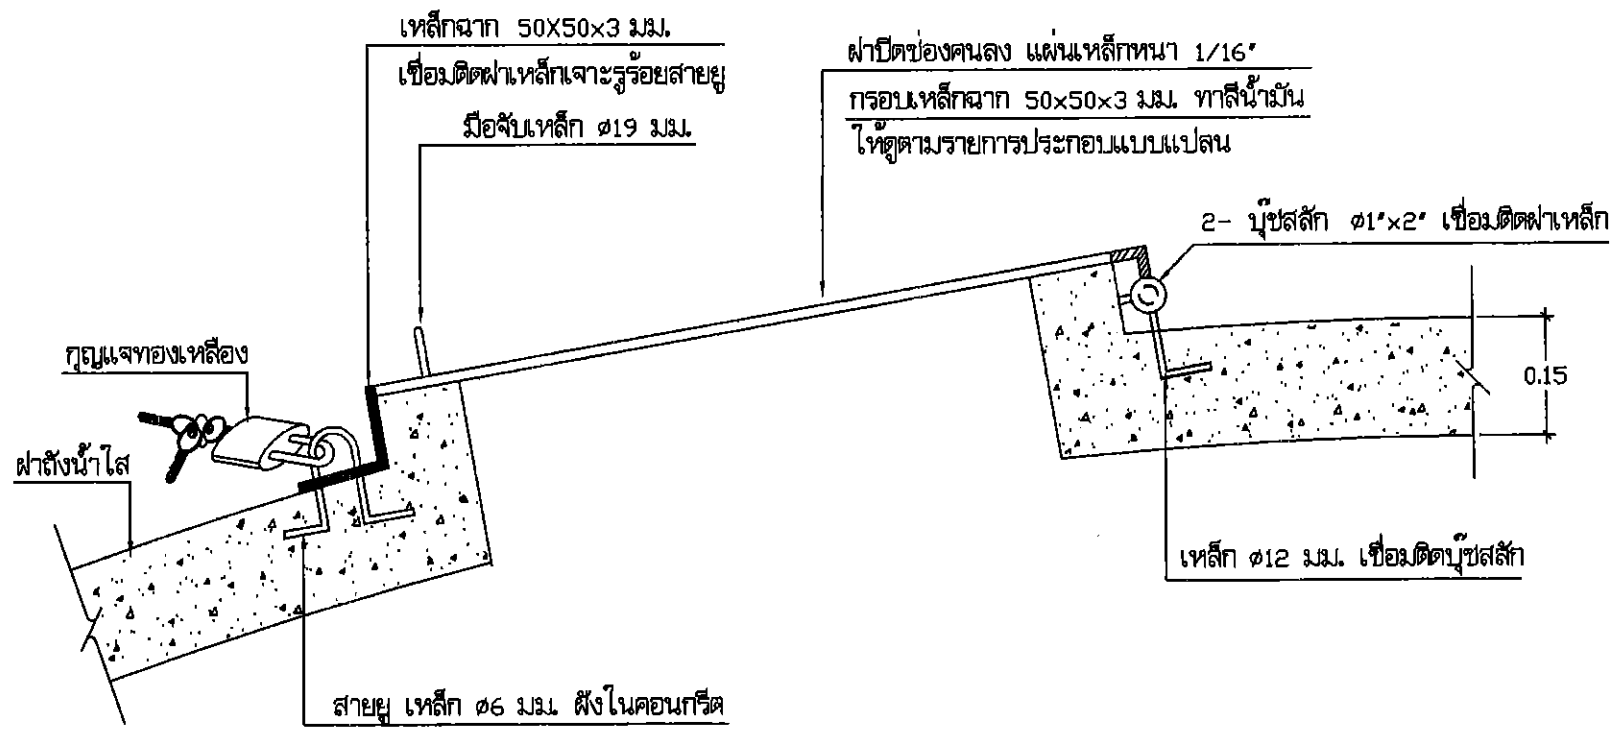 เหล็กฉาก 50X50x3 มม.
เชื่อมติดฝาเหล็กเจาะรูร้อยสายยู
มือจับเหล็ก ø19 มม.
ฝาปิดช่องคนลง แผ่นเหล็กหนา 1/16"
กรอบเหล็กฉาก 50x50x3 มม. ทาสีน้ำมัน
ให้ดูตามรายการประกอบแบบแปลน
2- บุ๊ชสลัก ø1"x2" เชื่อมติดฝาเหล็ก
กุญแจทองเหลือง
0.15
ฝาถังน้ำใส
เหล็ก ø12 มม. เชื่อมติดบุ๊ชสลัก
สายยู เหล็ก ø6 มม. ฝังในคอนกรีต